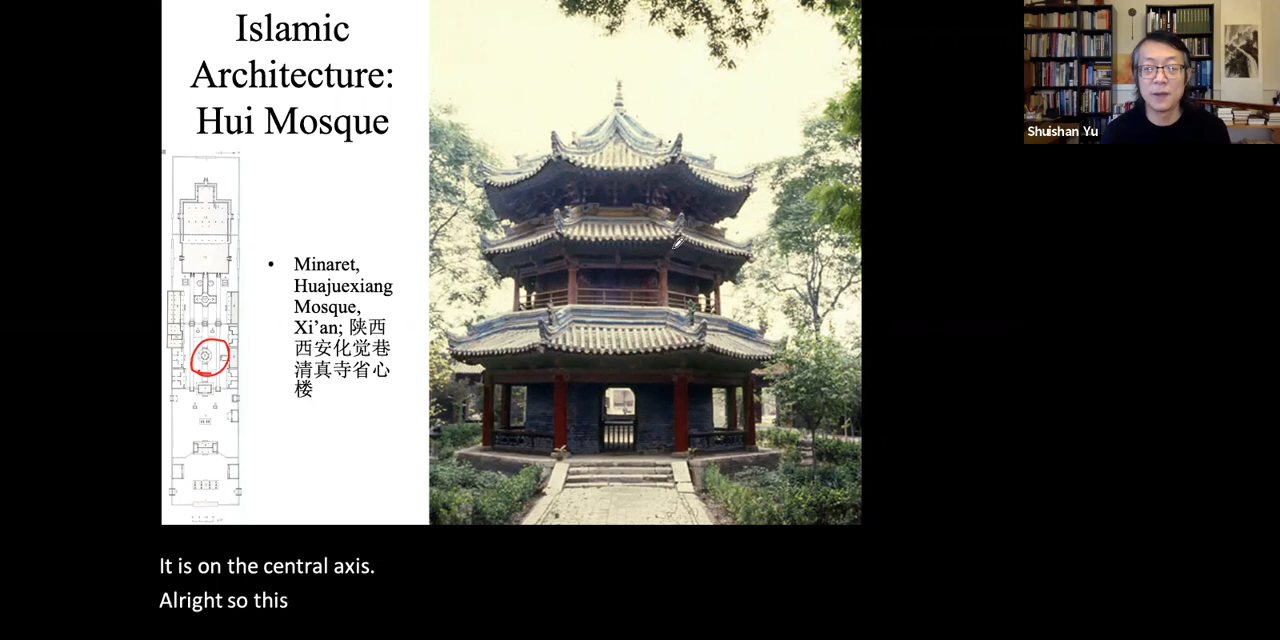 Islamic
Architecture:
Hui Mosque
• Minaret,
Huajuexiang
Mosque,
Xi’an; 陕西
西安化觉巷
清真寺省心
楼
Shuishan Yu
It is on the central axis.
Alright so this